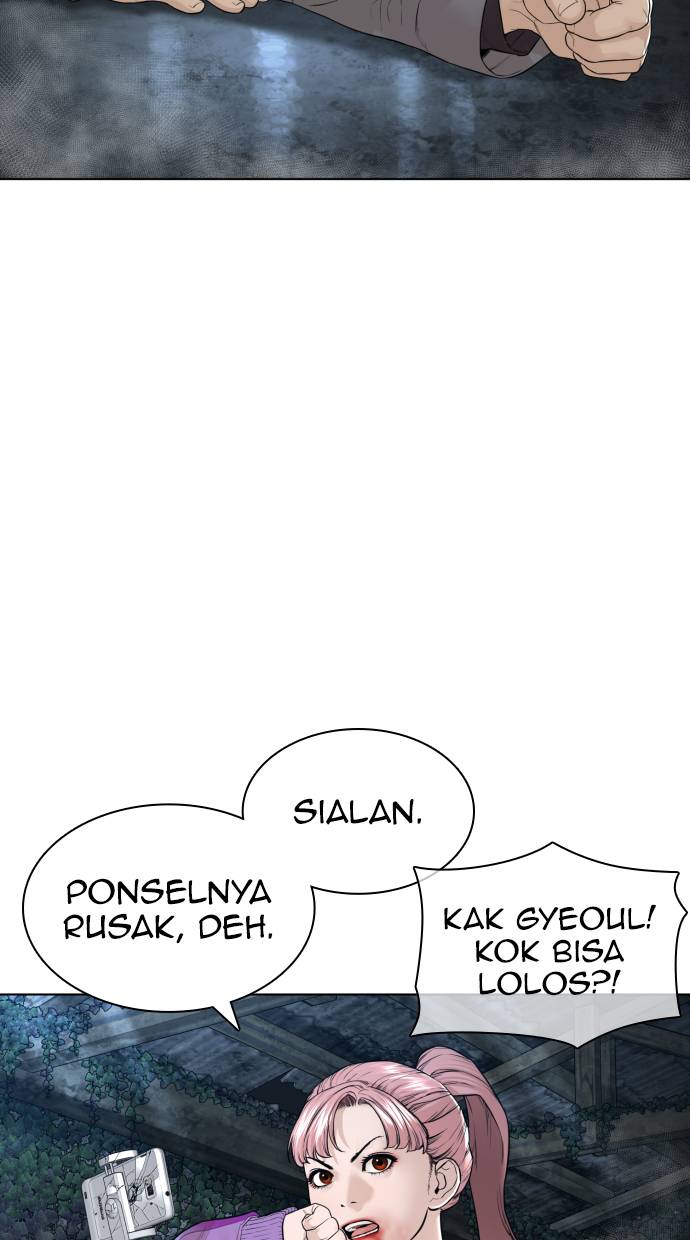 SIALAN.
PONSELNYA
RUSAK, DEH.
KAK GYEOUL!
KOK BISA
LOLOS?!